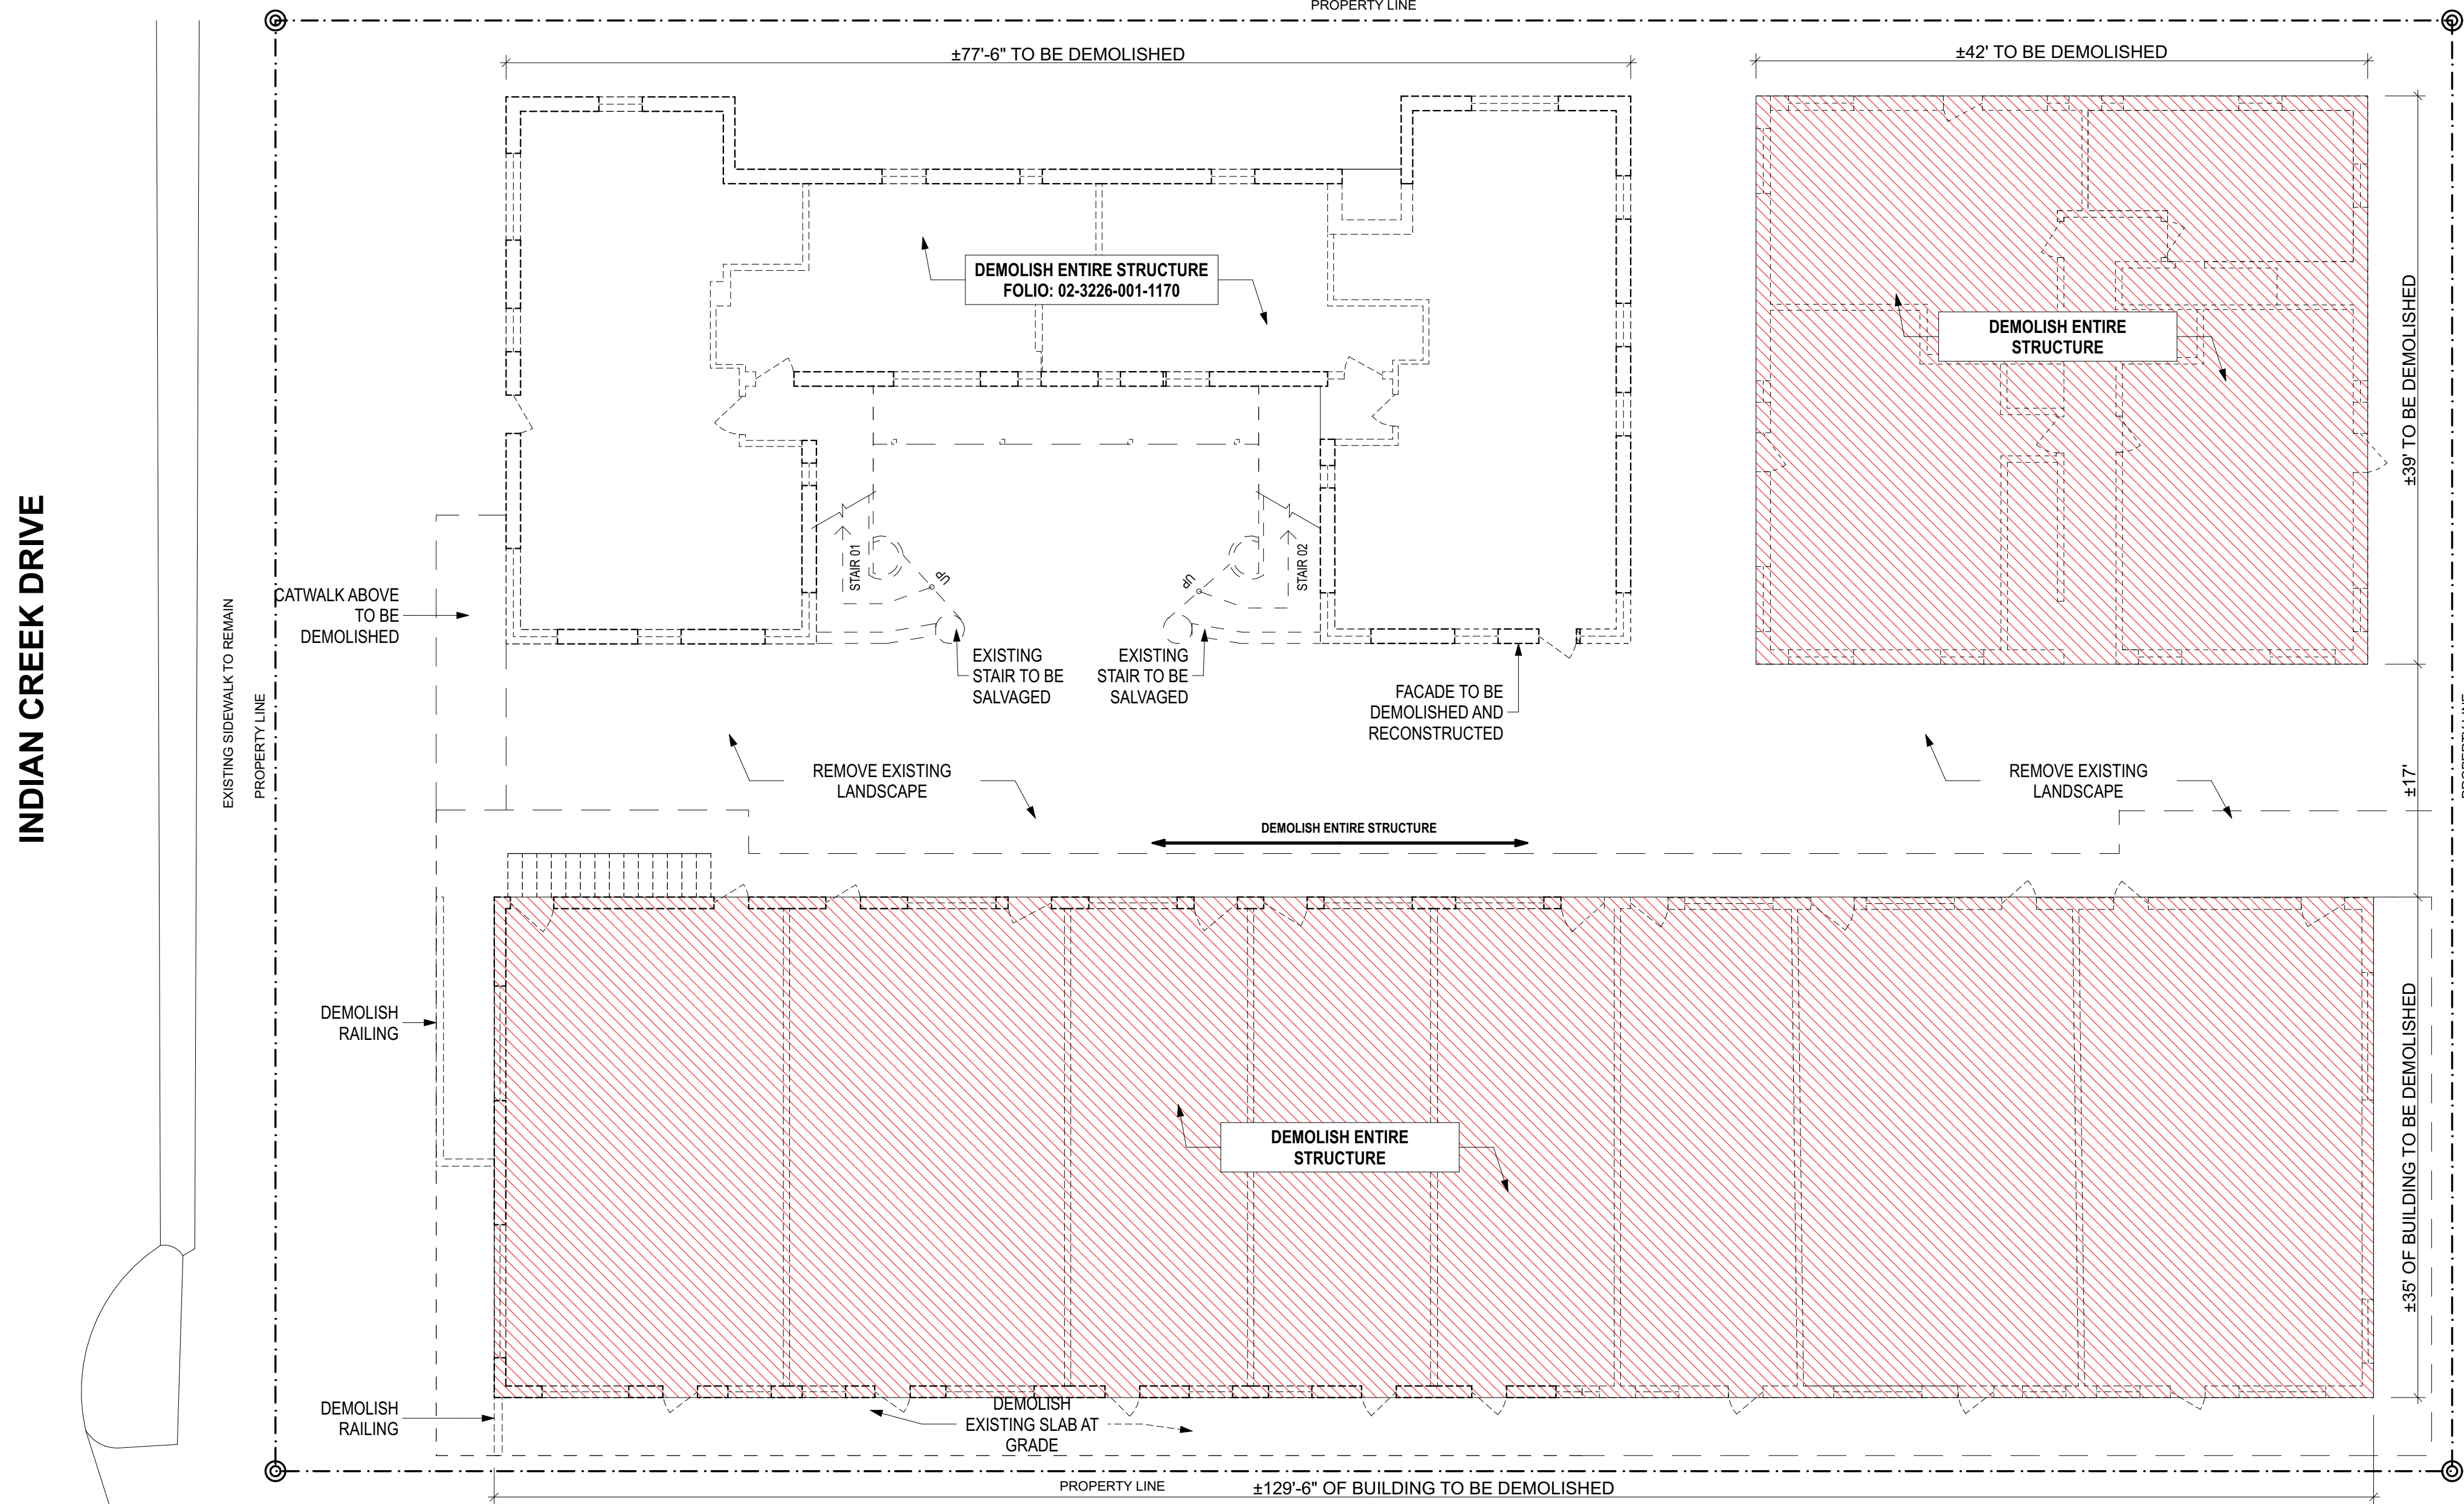 PROPERTY LINE
±77'-6" TO BE DEMOLISHED
±42' TO BE DEMOLISHED
DEMOLISH ENTIRE STRUCTURE
FOLIO: 02-3226-001-1170
DEMOLISH ENTIRE
STRUCTURE
±39' TO BE DEMOLISHED
INDIAN CREEK DRIVE
EXISTING SIDEWALK TO REMAIN
PROPERTY LINE
CATWALK ABOVE
TO BE
DEMOLISHED
STAIR 01
UP
UP
STAIR 02
EXISTING
STAIR TO BE
SALVAGED
EXISTING
STAIR TO BE
SALVAGED
FACADE TO BE
DEMOLISHED AND
RECONSTRUCTED
REMOVE EXISTING
LANDSCAPE
REMOVE EXISTING
LANDSCAPE
±17'
PROPERTY LINE
DEMOLISH ENTIRE STRUCTURE
DEMOLISH
RAILING
DEMOLISH ENTIRE
STRUCTURE
±35' OF BUILDING TO BE DEMOLISHED
DEMOLISH
RAILING
DEMOLISH
EXISTING SLAB AT
GRADE
PROPERTY LINE
±129'-6" OF BUILDING TO BE DEMOLISHED